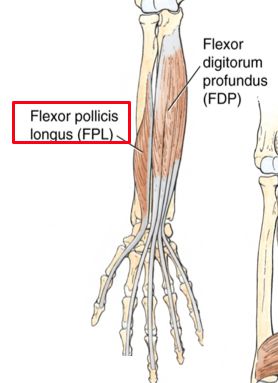 Flexor
digitorum
profundus
(FDP)
Flexor pollicis
longus (FPL)